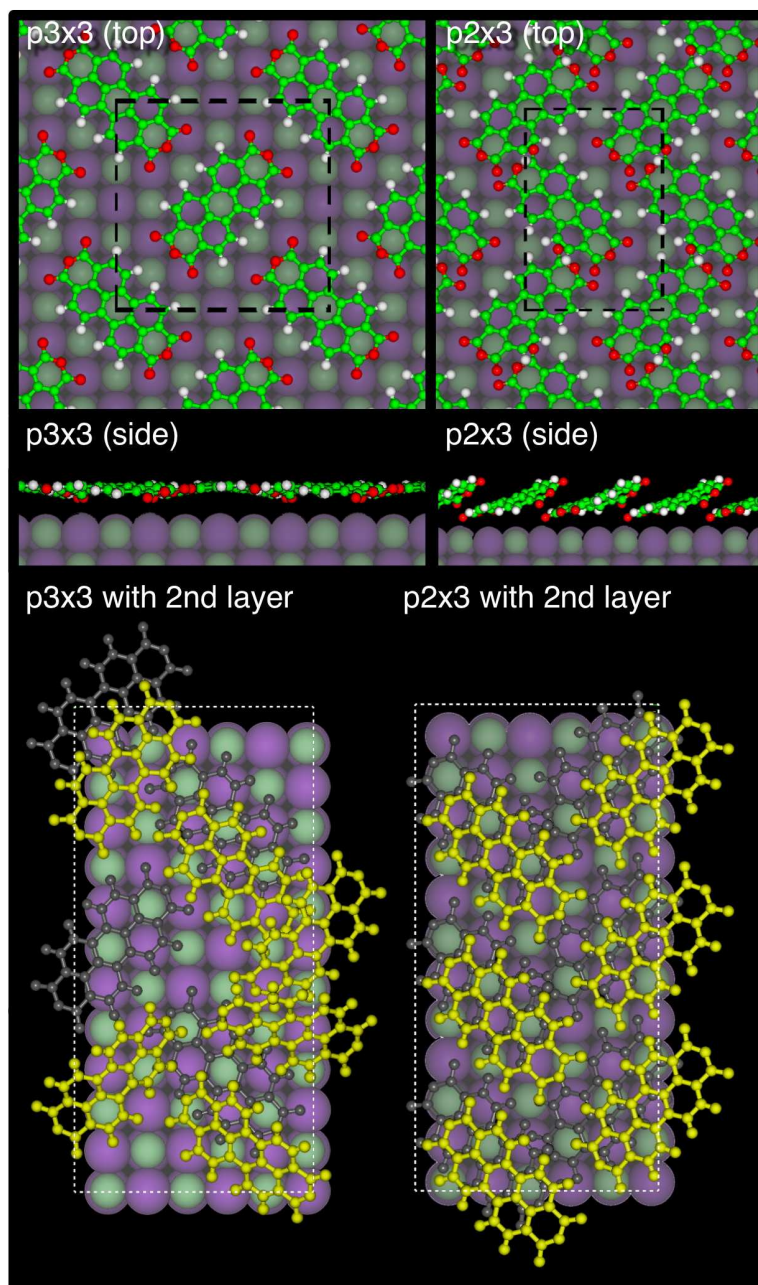 p3x3 (top)
p2x3 (top)
p3x3 (side)
p2x3 (side)
p3x3 with 2nd layer
p2x3 with 2nd layer